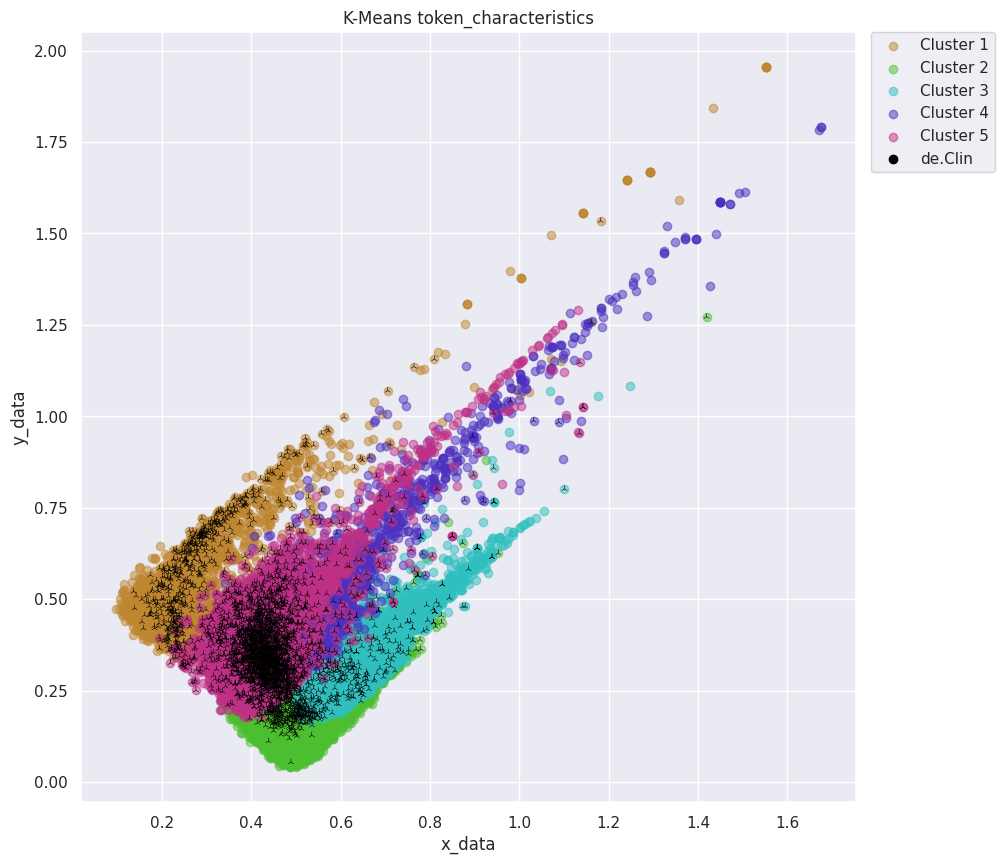 K-Means token_characteristics
Cluster 1
Cluster 2
Cluster 3
Cluster 4
Cluster 5
de.Clin
2.00
1.75
1.50
1.25
1.00
0.75
0.50
0.25
0.00
y_data
0.2
0.4
0.6
0.8
1.0
1.2
1.4
1.6
x_data